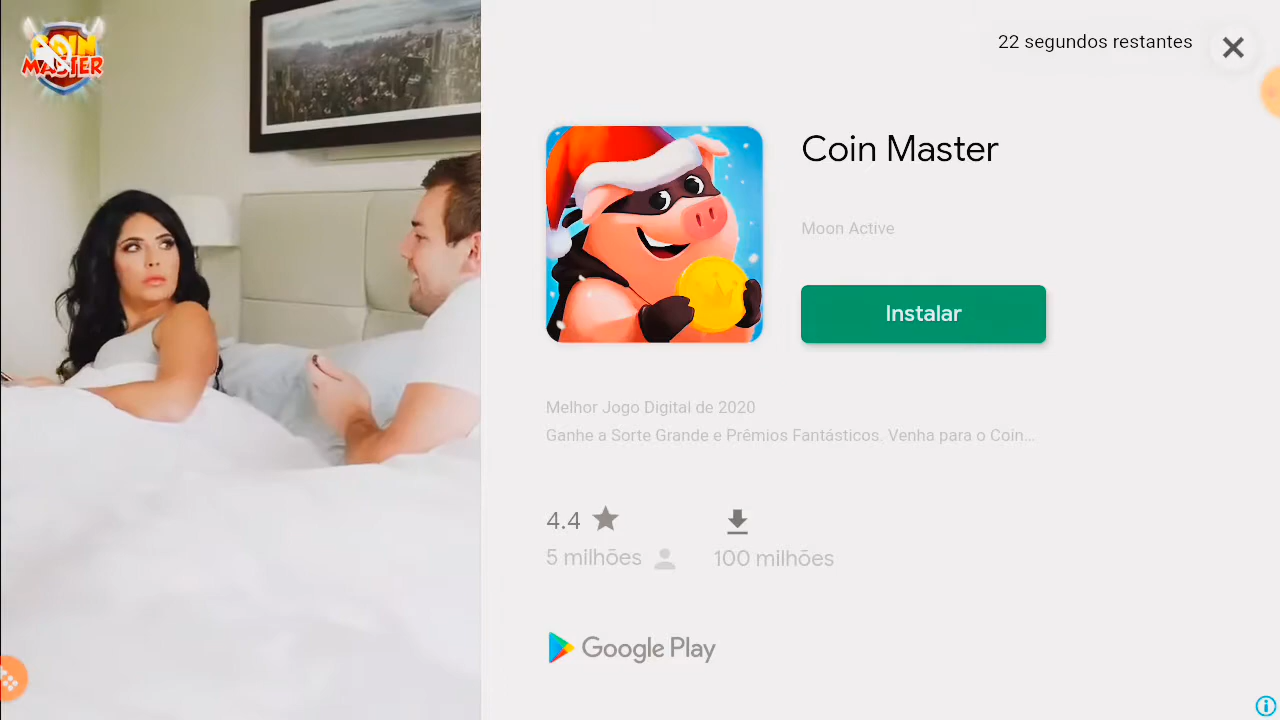 COIN
MASTER
22 segundos restantes
Coin Master
Moon Active
Instalar
Melhor Jogo Digital de 2020
Ganhe a Sorte Grande e Prêmios Fantásticos. Venha para o Coin...
4.4
5 milhões
100 milhões
Google Play